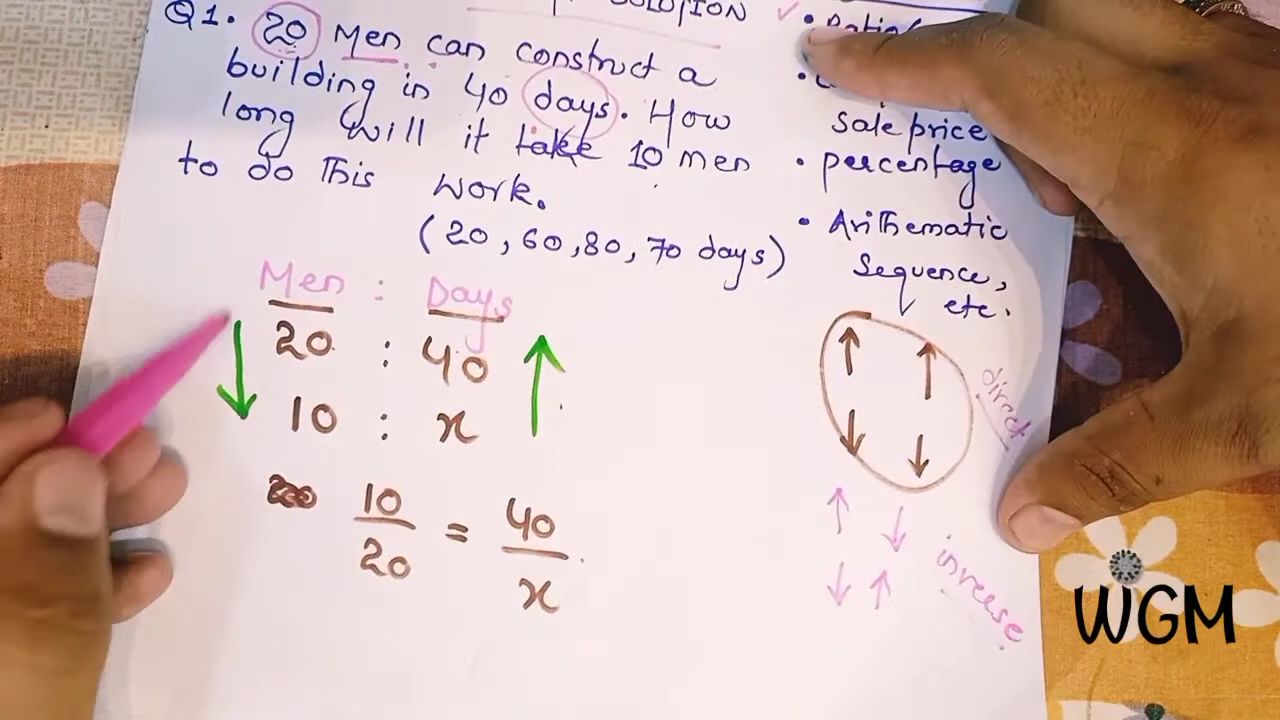 SOLUTION
Q1. 20 Men can construct a
building in 40 days. How
long will it take 10 men
to do This work.
(20, 60, 80, 70 days)
sale price
• percentage
• Arithematic
sequence,
etc.
Men : Days
20 : 40
10 : x
10/20 = 40/x
direct
inverse
WGM